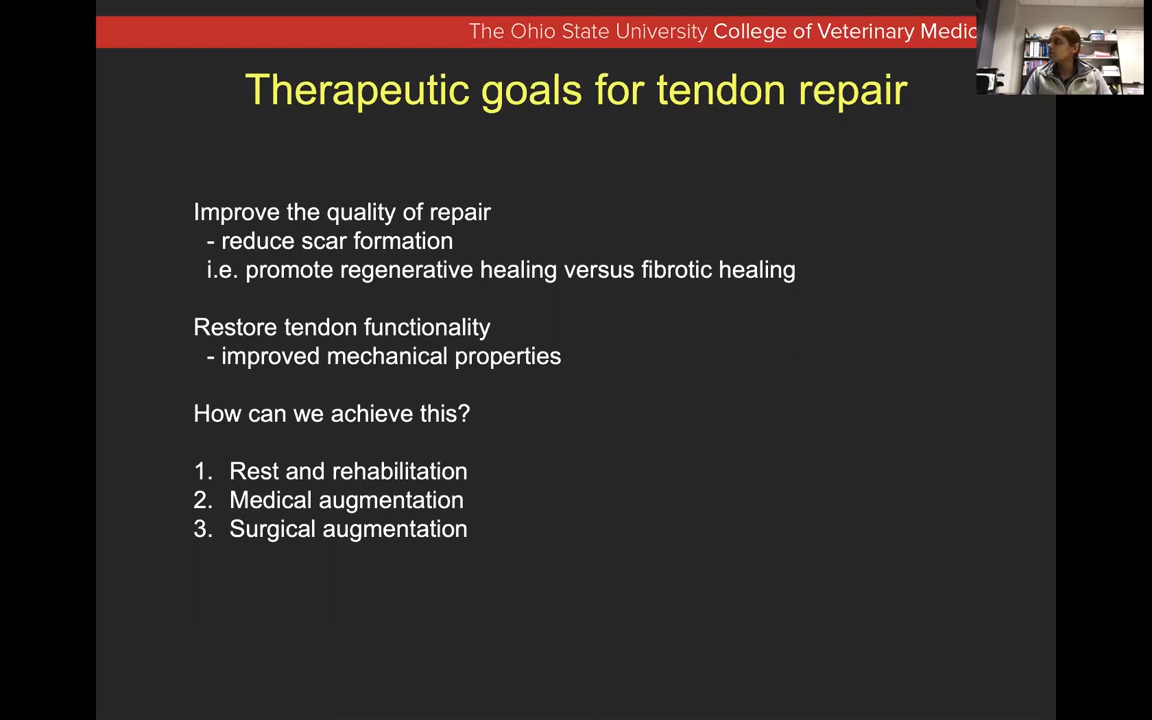 The Ohio State University College of Veterinary Medic
Therapeutic goals for tendon repair
Improve the quality of repair
- reduce scar formation
i.e. promote regenerative healing versus fibrotic healing
Restore tendon functionality
- improved mechanical properties
How can we achieve this?
1. Rest and rehabilitation
2. Medical augmentation
3. Surgical augmentation